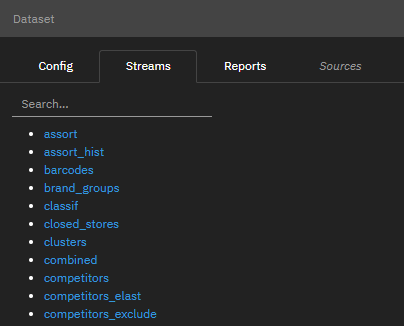 Dataset
Config Streams Reports Sources
Search...
assort
assort_hist
barcodes
brand_groups
classif
closed_stores
clusters
combined
competitors
competitors_elast
competitors_exclude